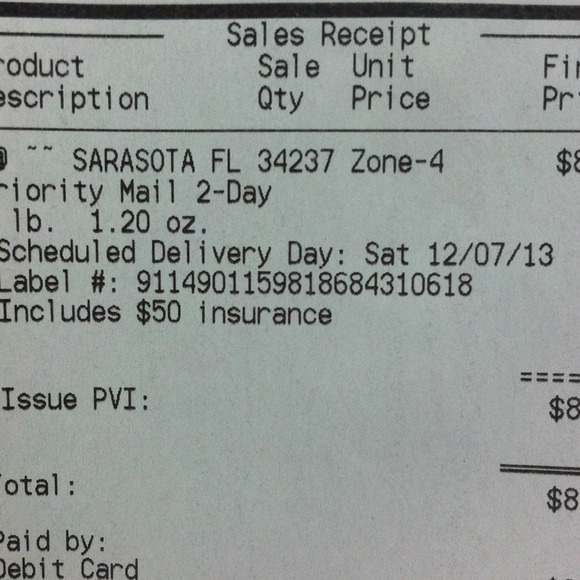 Sales Receipt
roduct Sale Unit Fin
escription Qty Price Pri
@ ~~ SARASOTA FL 34237 Zone-4 $8
riority Mail 2-Day
lb. 1.20 oz.
Scheduled Delivery Day: Sat 12/07/13
Label #: 9114901159818684310618
Includes $50 insurance
====
Issue PVI: $8
otal: $8
Paid by:
Debit Card